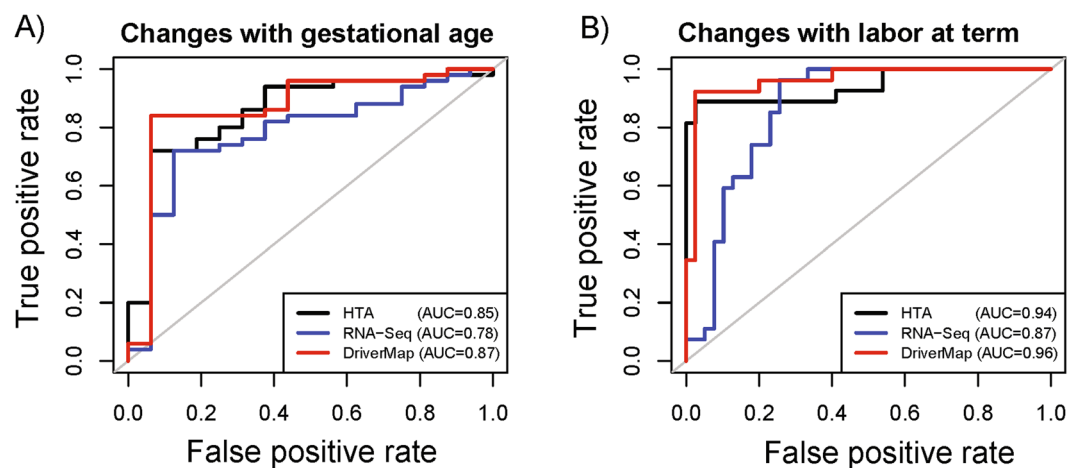 A)
Changes with gestational age
True positive rate
1.0
0.8
0.6
0.4
0.2
0.0
HTA (AUC=0.85)
RNA−Seq (AUC=0.78)
DriverMap (AUC=0.87)
0.0 0.2 0.4 0.6 0.8 1.0
False positive rate
B)
Changes with labor at term
True positive rate
1.0
0.8
0.6
0.4
0.2
0.0
HTA (AUC=0.94)
RNA−Seq (AUC=0.87)
DriverMap (AUC=0.96)
0.0 0.2 0.4 0.6 0.8 1.0
False positive rate